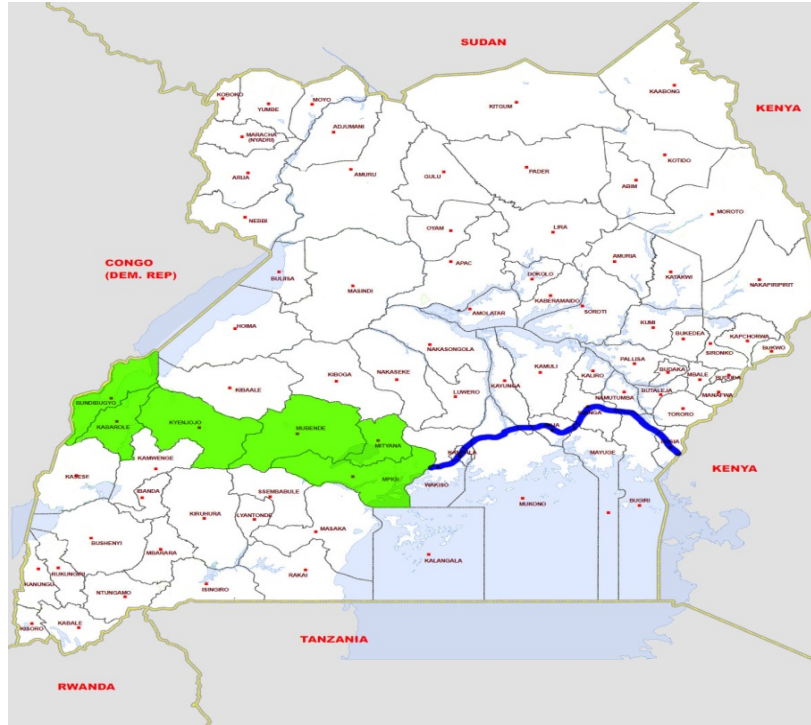 SUDAN
KAABONG
KOBOKO
MOYO
YUMBE
KITGUM
KENYA
ADJUMANI
MARACHA
(NYADRI)
KOTIDO
ARUA
AMURU
GULU
PADER
ABIM
NEBBI
MOROTO
OYAM
LIRA
CONGO
(DEM. REP)
AMURIA
APAC
BULIISA
DOKOLO
KATAKWI
NAKAPIRIPIRIT
MASINDI
KABERAMAIDO
AMOLATAR
SOROTI
HOIMA
KUMI
BUKEDEA
KAPCHORWA
NAKASONGOLA
SIRONKO
BUKWO
PALLISA
KIBOGA
NAKASEKE
KAMULI
KALIRO
BUDAKA
MBALE
KIBAALE
KAYUNGA
LUWERO
NAMUTUMBA
BUTALEJA
MANAFWA
BUNDIBUGYO
TORORO
KABAROLE
KYENJOJO
MUBENDE
MITYANA
MAYUGE
KAMWENGE
KASESE
MPIGI
WAKISO
KENYA
IBANDA
SSEMBABULE
MUKONO
BUGIRI
KIRUHURA
LYANTONDE
MASAKA
BUSHENYI
MBARARA
KALANGALA
KANUNGU
RUKUNGIRI
RAKAI
ISINGIRO
NTUNGAMO
KISORO
KABALE
TANZANIA
RWANDA